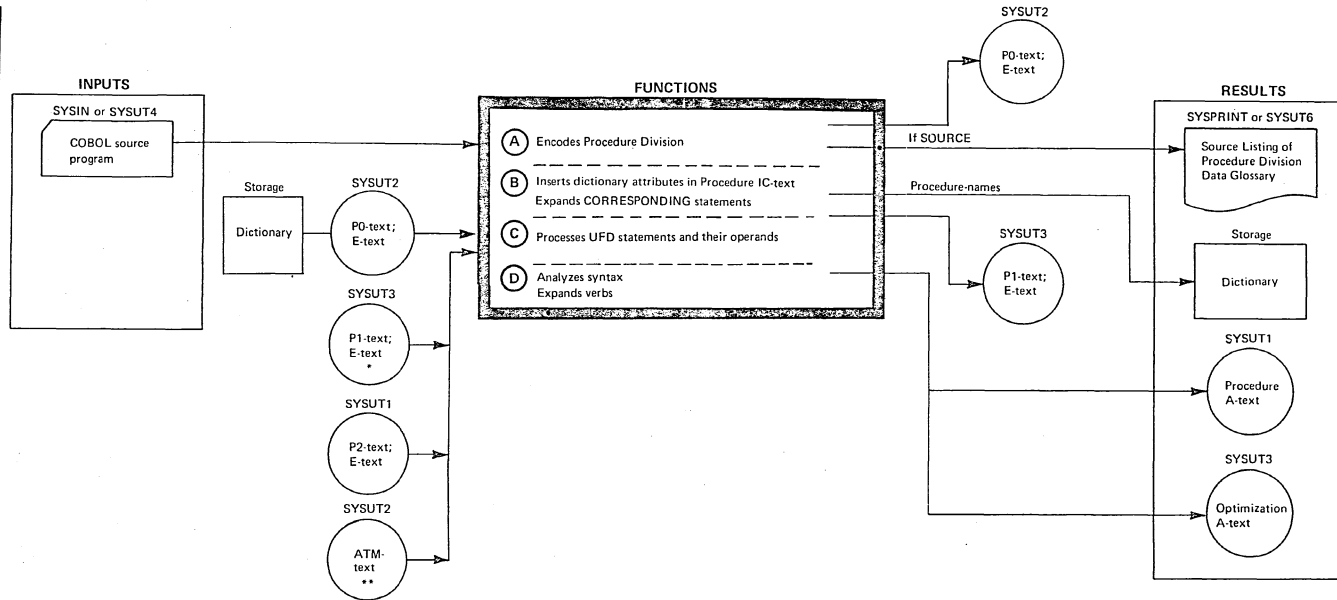 INPUTS
SYSIN or SYSUT4
COBOL source
program
Storage
Dictionary
SYSUT2
P0-text;
E-text
SYSUT3
P1-text;
E-text
*
SYSUT1
P2-text;
E-text
SYSUT2
ATM-
text
**
FUNCTIONS
A Encodes Procedure Division
B Inserts dictionary attributes in Procedure IC-text
Expands CORRESPONDING statements
C Processes UFD statements and their operands
D Analyzes syntax
Expands verbs
SYSUT2
P0-text;
E-text
If SOURCE
Procedure-names
SYSUT3
P1-text;
E-text
RESULTS
SYSPRINT or SYSUT6
Source Listing of
Procedure Division
Data Glossary
Storage
Dictionary
SYSUT1
Procedure
A-text
SYSUT3
Optimization
A-text